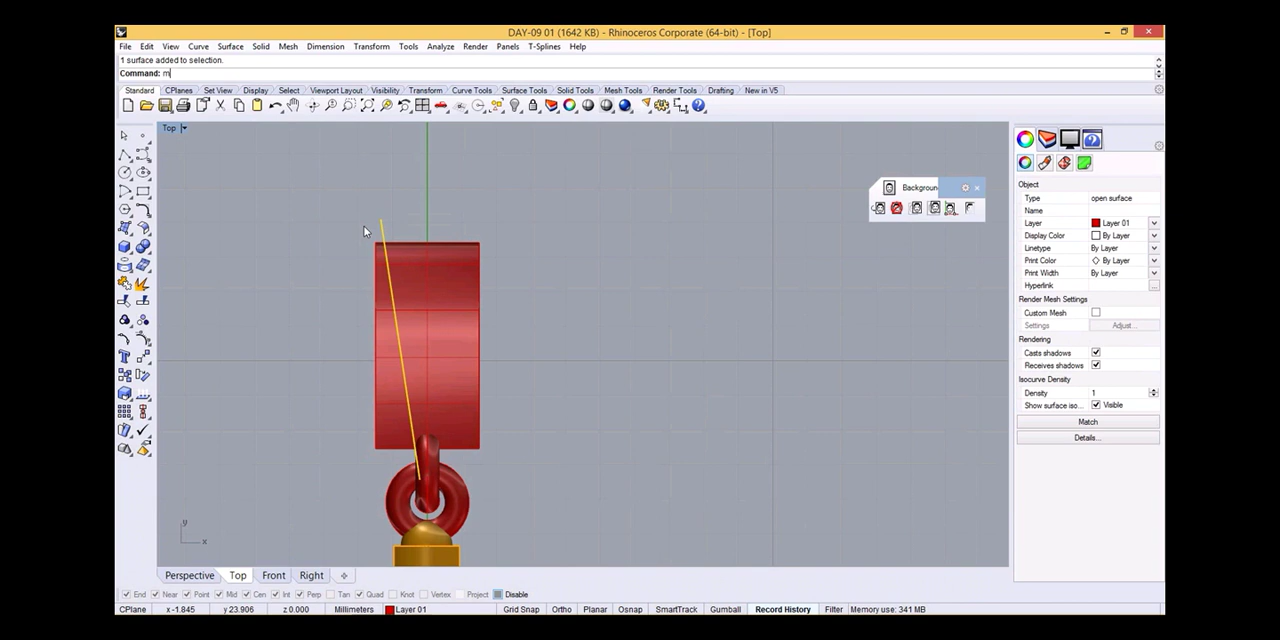 DAY-09 01 (1642 KB) - Rhinoceros Corporate (64-bit) - [Top]
File Edit View Curve Surface Solid Mesh Dimension Transform Tools Analyze Render Panels T-Splines Help
1 surface added to selection.
Command: m
Standard CPlanes Set View Display Select Viewport Layout Visibility Transform Curve Tools Surface Tools Solid Tools Mesh Tools Render Tools Drafting New in V5
Top
Backgroun
Object
Type open surface
Name
Layer Layer 01
Display Color By Layer
Linetype By Layer
Print Color By Layer
Print Width By Layer
Hyperlink ...
Render Mesh Settings
Custom Mesh
Settings Adjust...
Rendering
Casts shadows
Receives shadows
Isocurve Density
Density 1
Show surface iso... Visible
Match
Details...
y
x
Perspective Top Front Right
End Near Point Mid Cen Int Perp Tan Quad Knot Vertex Project Disable
CPlane x -1.845 y 23.906 z 0.000 Millimeters Layer 01 Grid Snap Ortho Planar Osnap SmartTrack Gumball Record History Filter Memory use: 341 MB